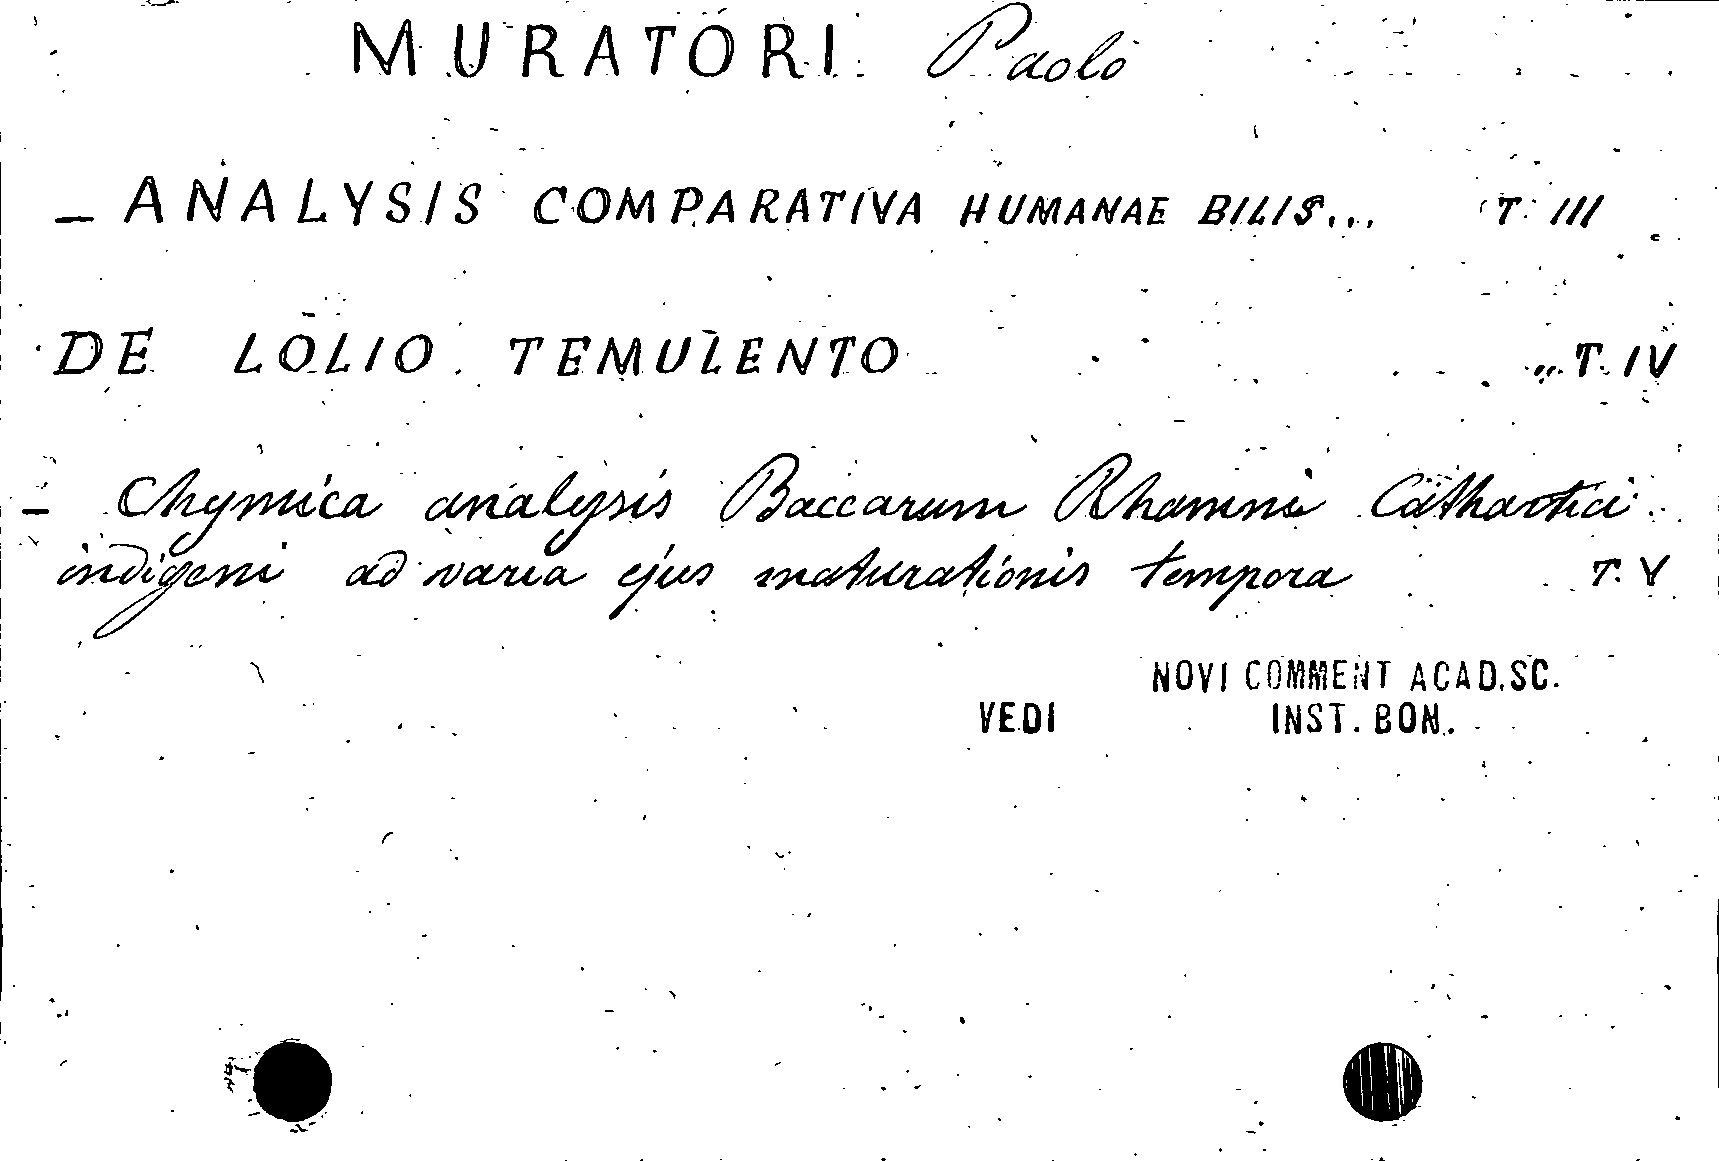 MURATORI Paolo
- ANALYSIS COMPARATIVA HUMANAE BILIS... T. III
DE LOLIO TEMULENTO „ T. IV
- Chymica analysis Baccarum Rhamni Cathartici
indigeni ad varia ejus maturationis tempora T. V
NOVI COMMENT ACAD. SC.
VEDI INST. BON.